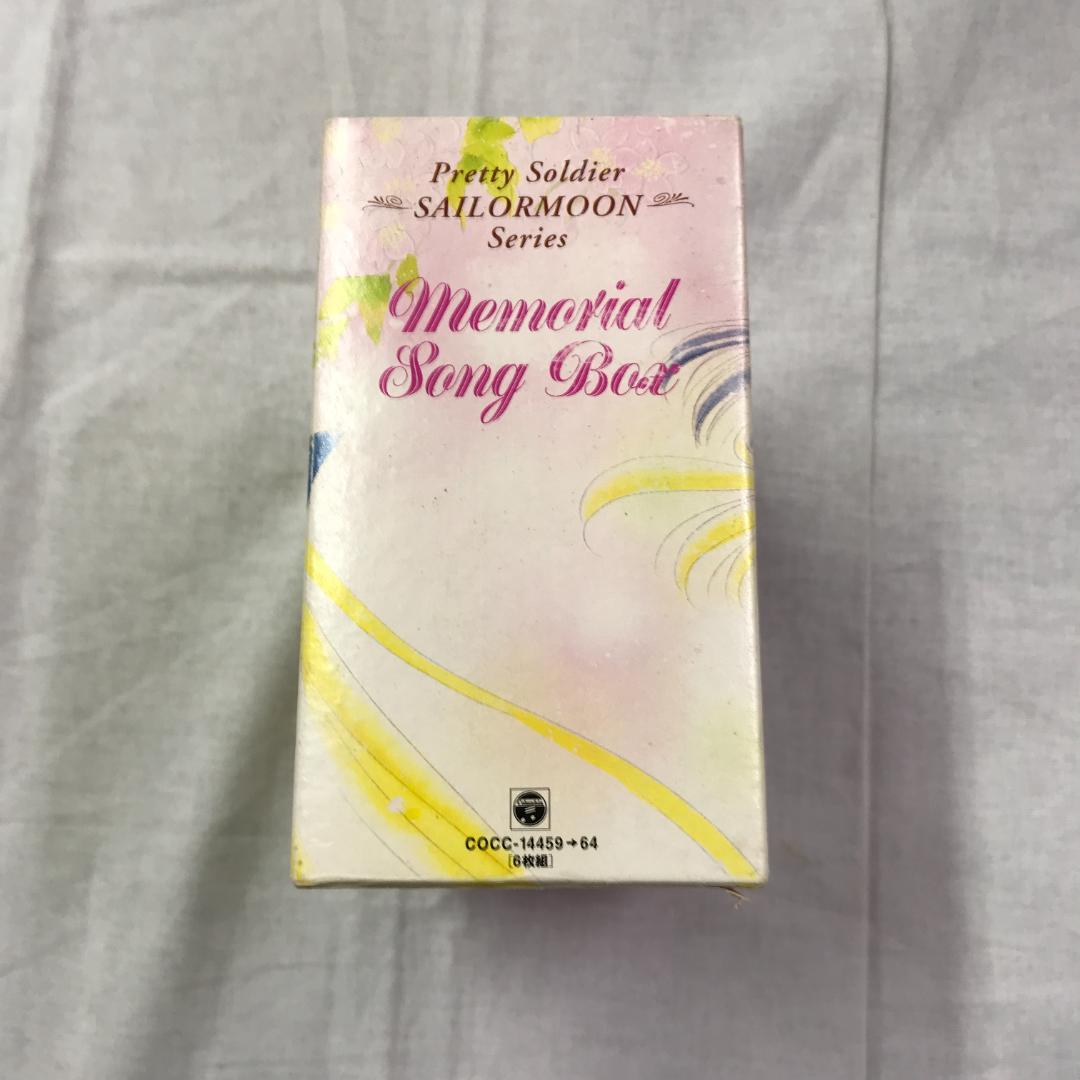 Pretty Soldier
SAILORMOON
Series
Memorial
Song Box
COCC-14459→64
[6枚組]